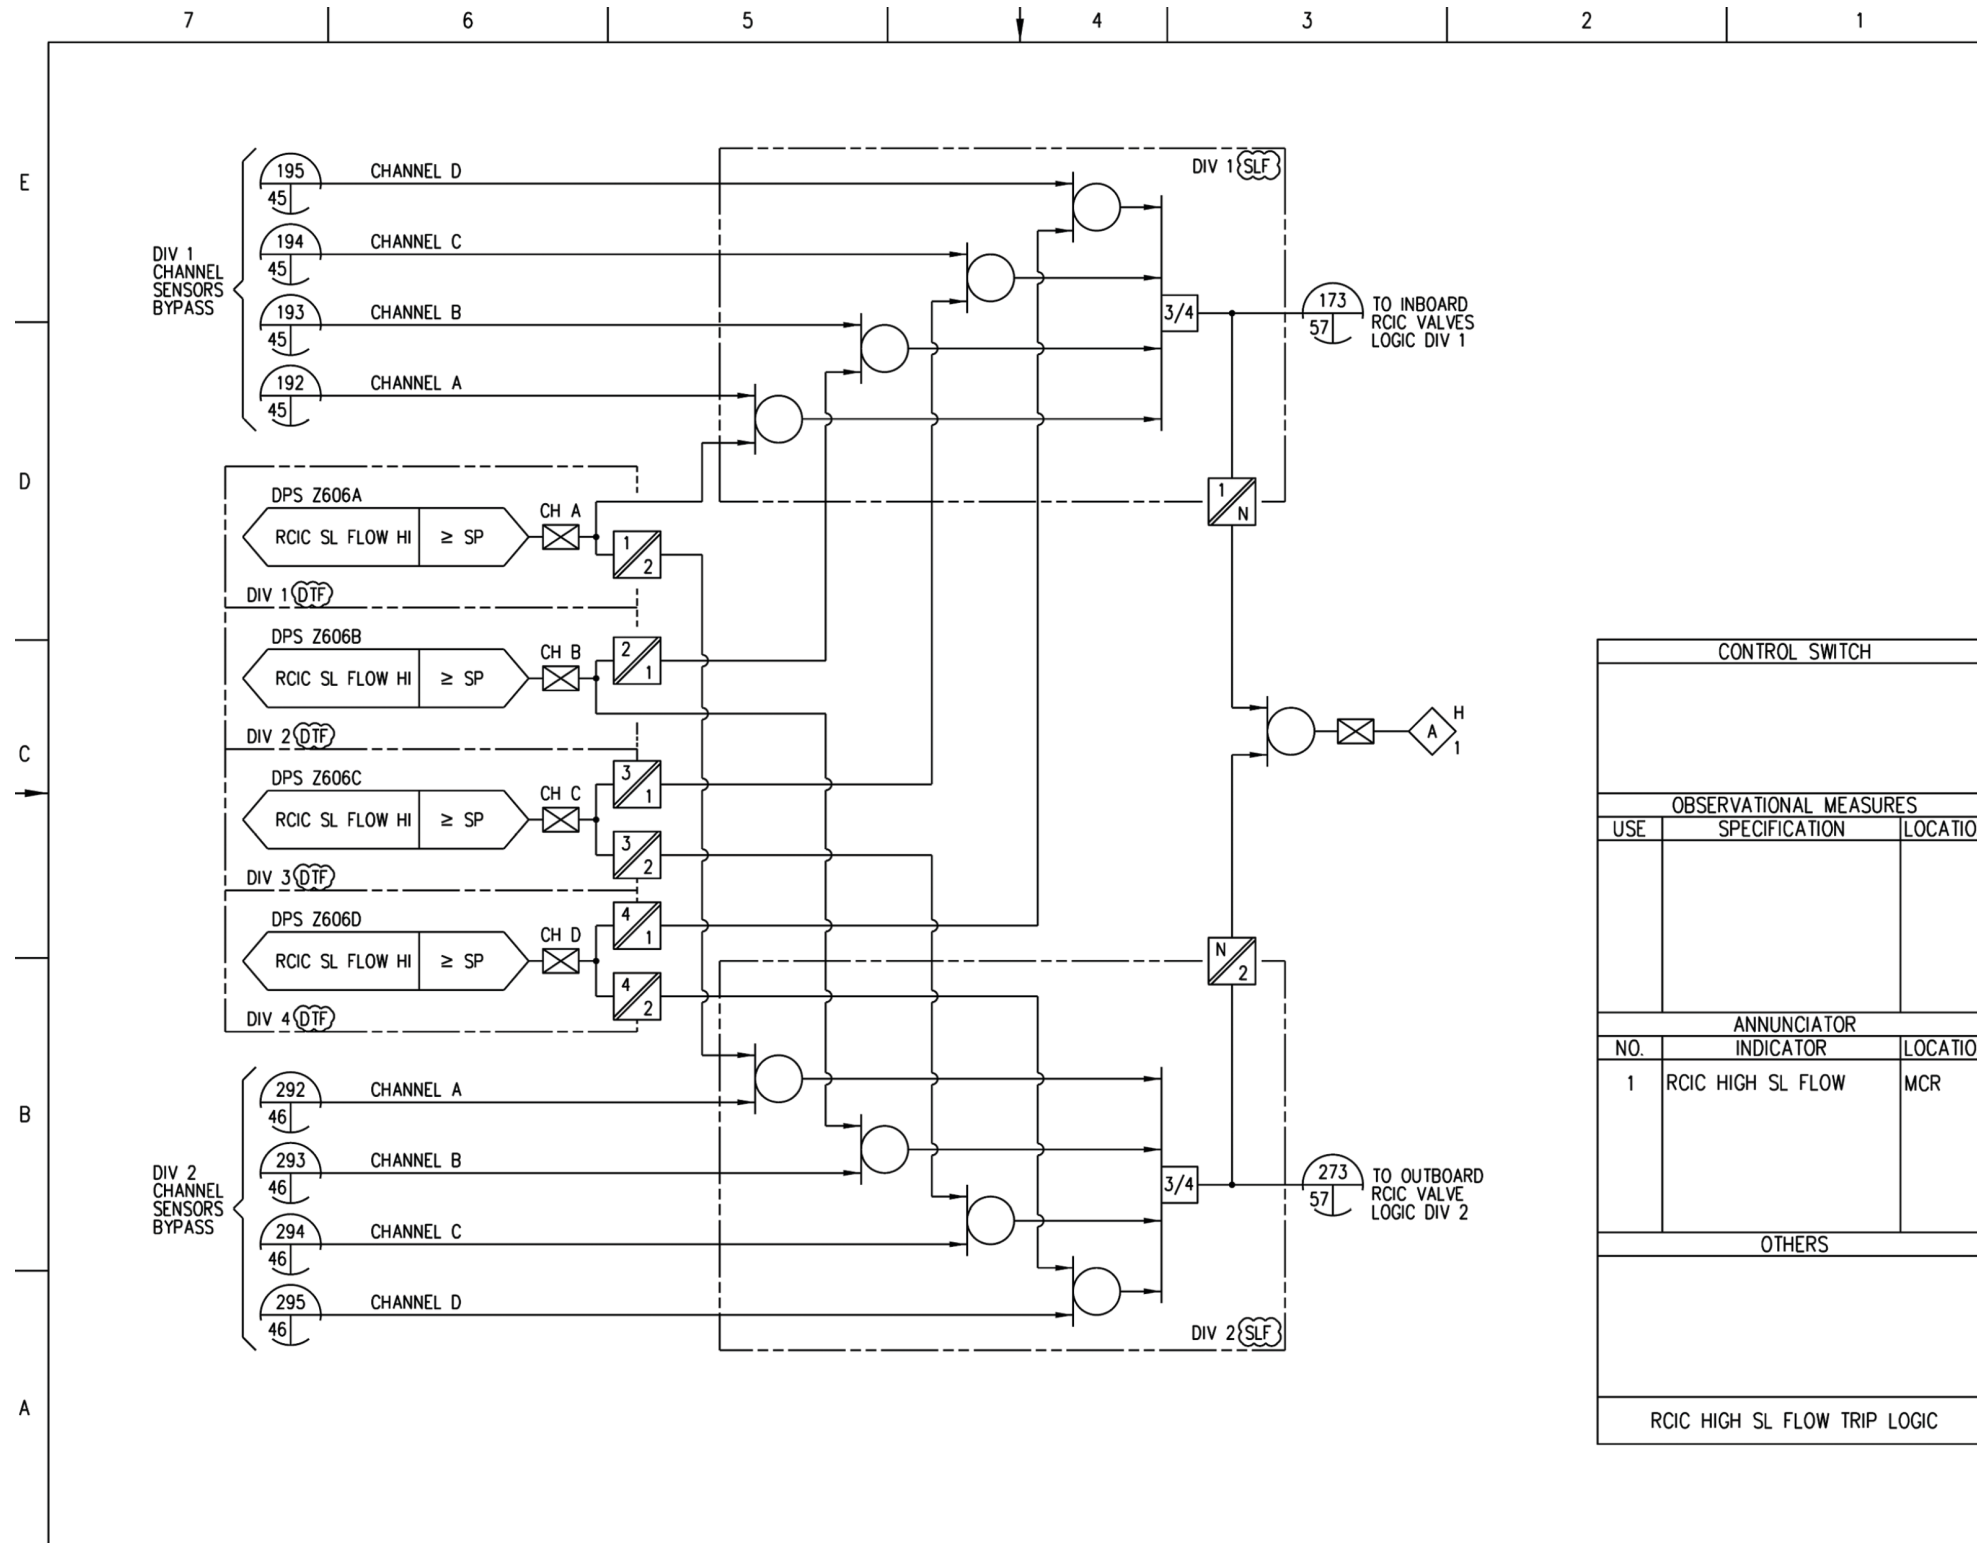 7 6 5 4 3 2 1
E
D
C
B
A
DIV 1
CHANNEL
SENSORS
BYPASS
195
45
CHANNEL D
194
45
CHANNEL C
193
45
CHANNEL B
192
45
CHANNEL A
DIV 1 SLF
3/4
173
57
TO INBOARD
RCIC VALVES
LOGIC DIV 1
1
N
DPS Z606A
RCIC SL FLOW HI ≥ SP
CH A
1
2
DIV 1 DTF
DPS Z606B
RCIC SL FLOW HI ≥ SP
CH B
2
1
DIV 2 DTF
DPS Z606C
RCIC SL FLOW HI ≥ SP
CH C
3
1
3
2
DIV 3 DTF
DPS Z606D
RCIC SL FLOW HI ≥ SP
CH D
4
1
4
2
DIV 4 DTF
A
H
1
N
2
DIV 2
CHANNEL
SENSORS
BYPASS
292
46
CHANNEL A
293
46
CHANNEL B
294
46
CHANNEL C
295
46
CHANNEL D
3/4
273
57
TO OUTBOARD
RCIC VALVE
LOGIC DIV 2
DIV 2 SLF
CONTROL SWITCH
OBSERVATIONAL MEASURES
USE SPECIFICATION LOCATIO
ANNUNCIATOR
NO. INDICATOR LOCATIO
1 RCIC HIGH SL FLOW MCR
OTHERS
RCIC HIGH SL FLOW TRIP LOGIC